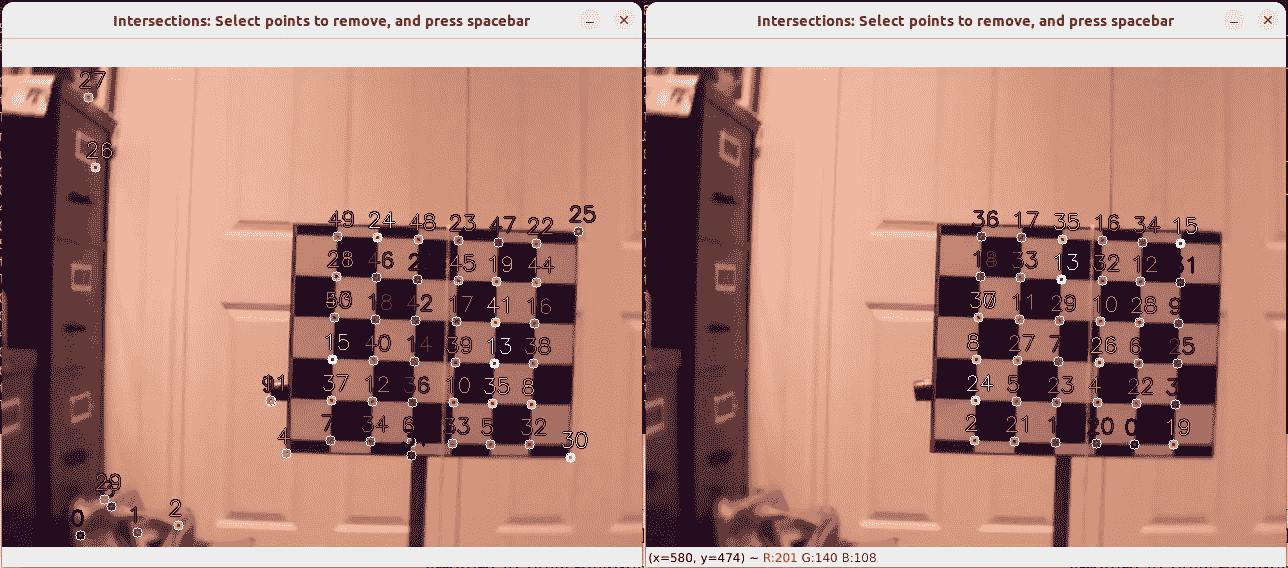 Intersections: Select points to remove, and press spacebar
27
26
49 24 48 23 47 22 25
28 46 45 19 44
18 42 17 41 16
15 40 14 39 13 38
37 12 36 10 35 8
7 34 6 33 5 32
4 30
29
0 1 2
Intersections: Select points to remove, and press spacebar
36 17 35 16 34 15
18 33 13 32 12 31
11 29 10 28 9
8 27 7 26 6 25
24 5 23 4 22 3
2 21 1 20 0 19
(x=580, y=474) ~ R:201 G:140 B:108